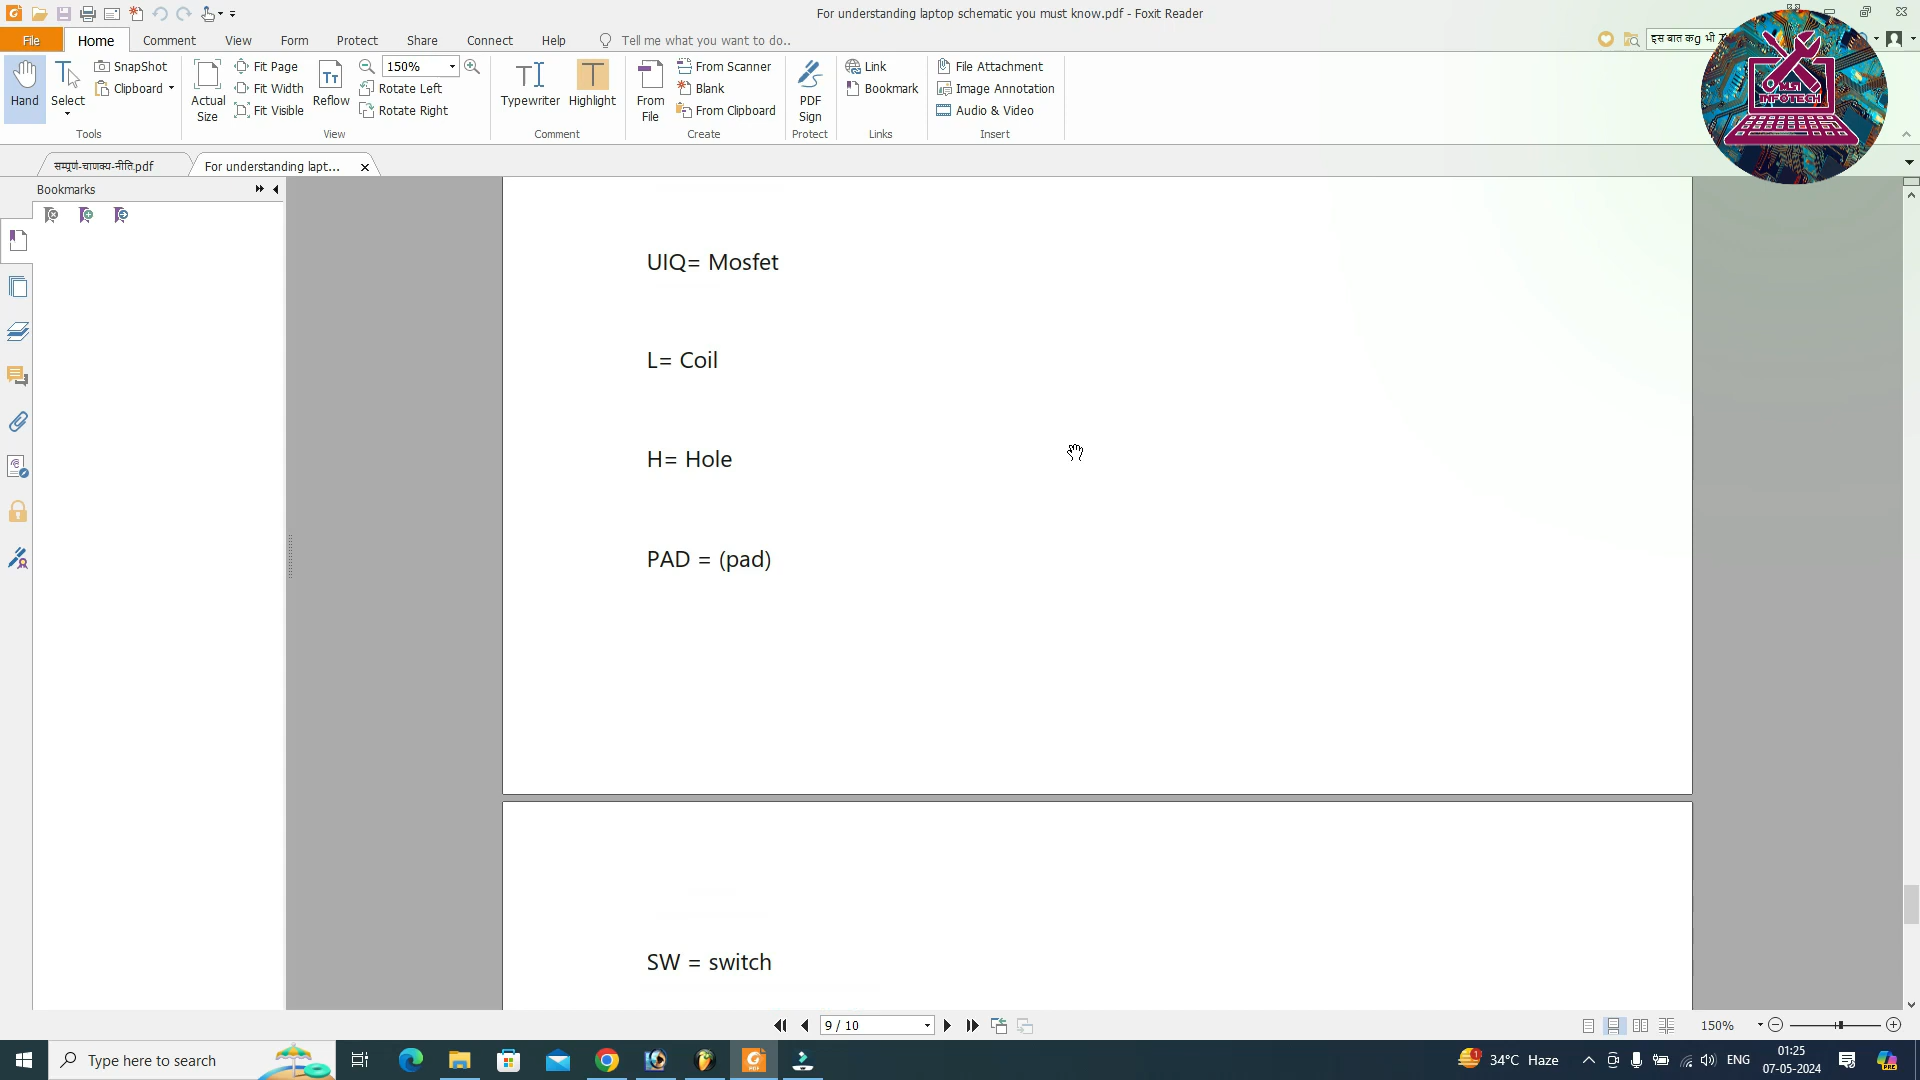 For understanding laptop schematic you must know.pdf - Foxit Reader
File Home Comment View Form Protect Share Connect Help Tell me what you want to do..
इस बात
Hand
Select
SnapShot
Clipboard
Tools
Actual Size
Fit Page
Fit Width
Fit Visible
Reflow
150%
Rotate Left
Rotate Right
View
Typewriter
Highlight
Comment
From File
From Scanner
Blank
From Clipboard
Create
PDF Sign
Protect
Link
Bookmark
Links
File Attachment
Image Annotation
Audio & Video
Insert
INFOTECH
सम्पूर्ण-चाणक्य-नीति.pdf
For understanding lapt...
Bookmarks
UIQ= Mosfet
L= Coil
H= Hole
PAD = (pad)
SW = switch
9 / 10
150%
Type here to search
34°C Haze
ENG
01:25
07-05-2024